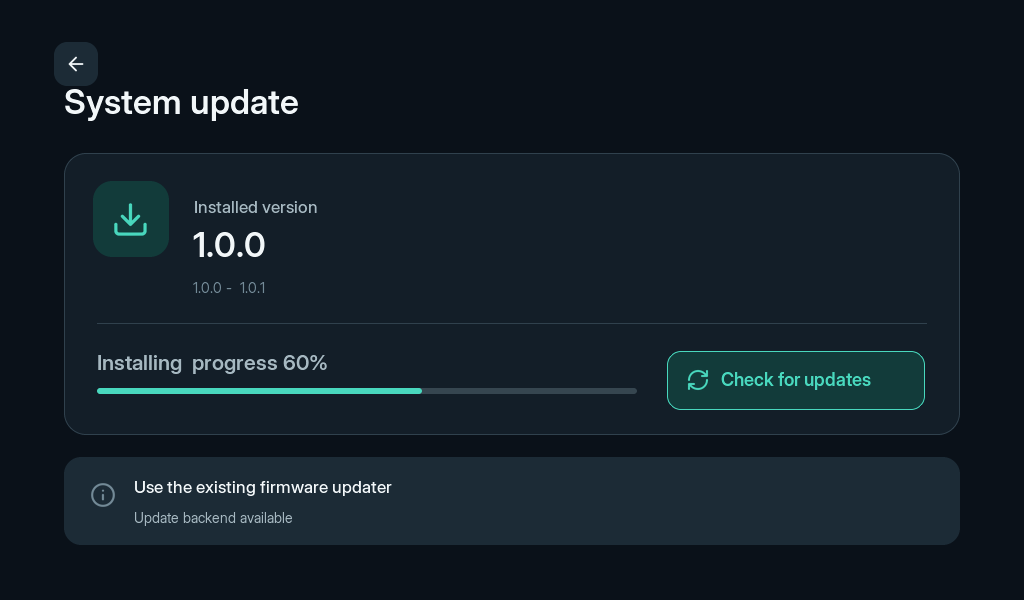 System update
Installed version
1.0.0
1.0.0 - 1.0.1
Installing progress 60%
Check for updates
Use the existing firmware updater
Update backend available